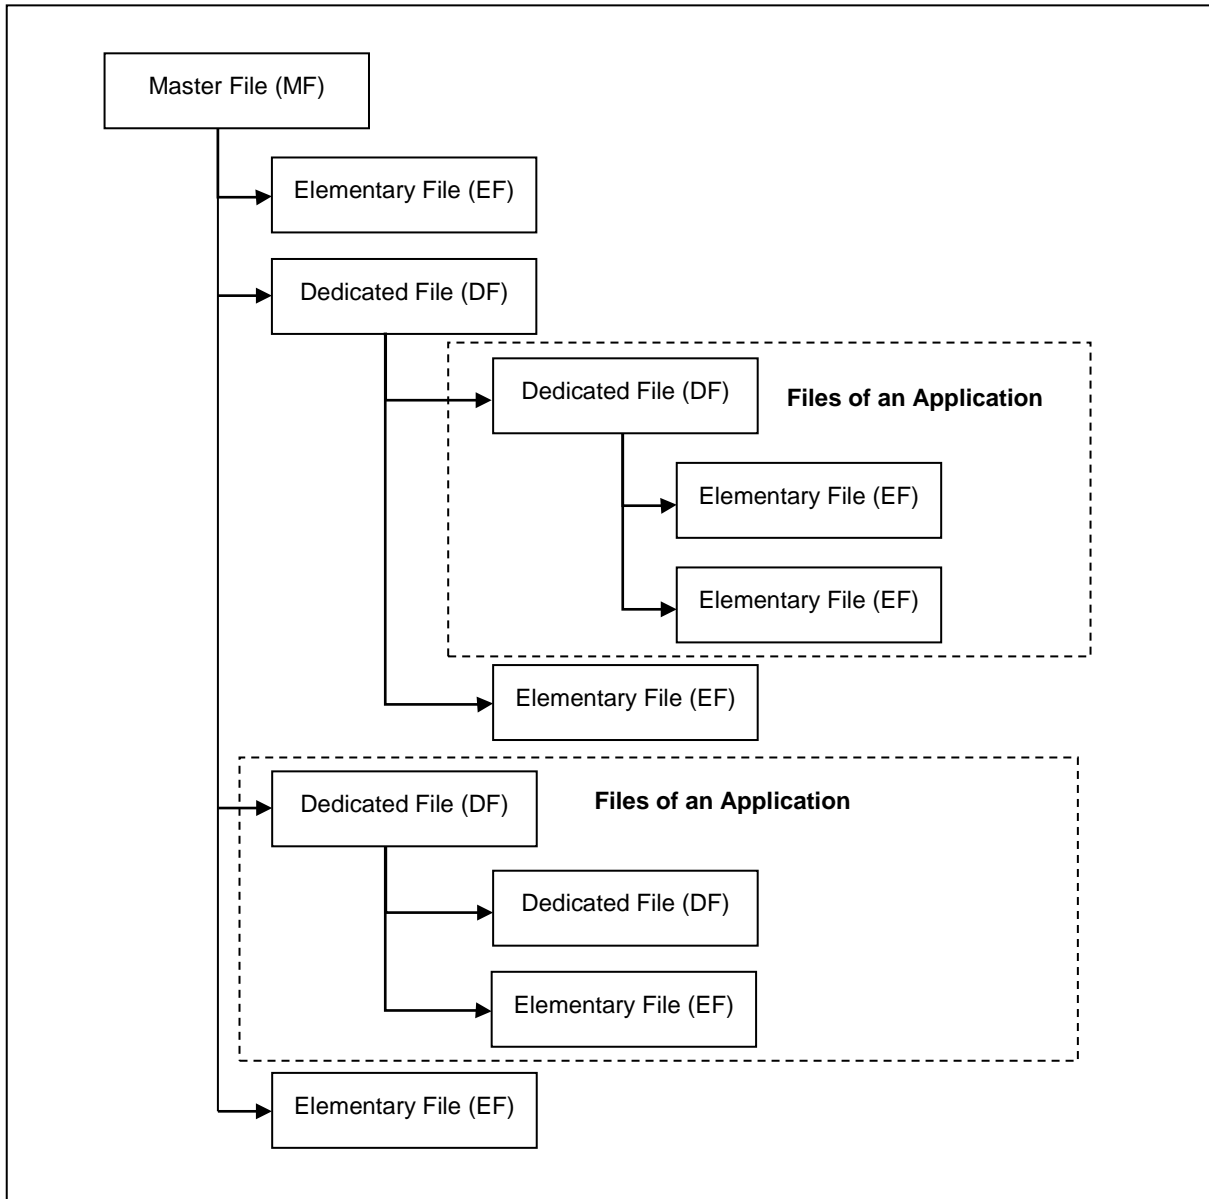 Master File (MF)
Elementary File (EF)
Dedicated File (DF)
Dedicated File (DF)
Files of an Application
Elementary File (EF)
Elementary File (EF)
Elementary File (EF)
Dedicated File (DF)
Files of an Application
Dedicated File (DF)
Elementary File (EF)
Elementary File (EF)